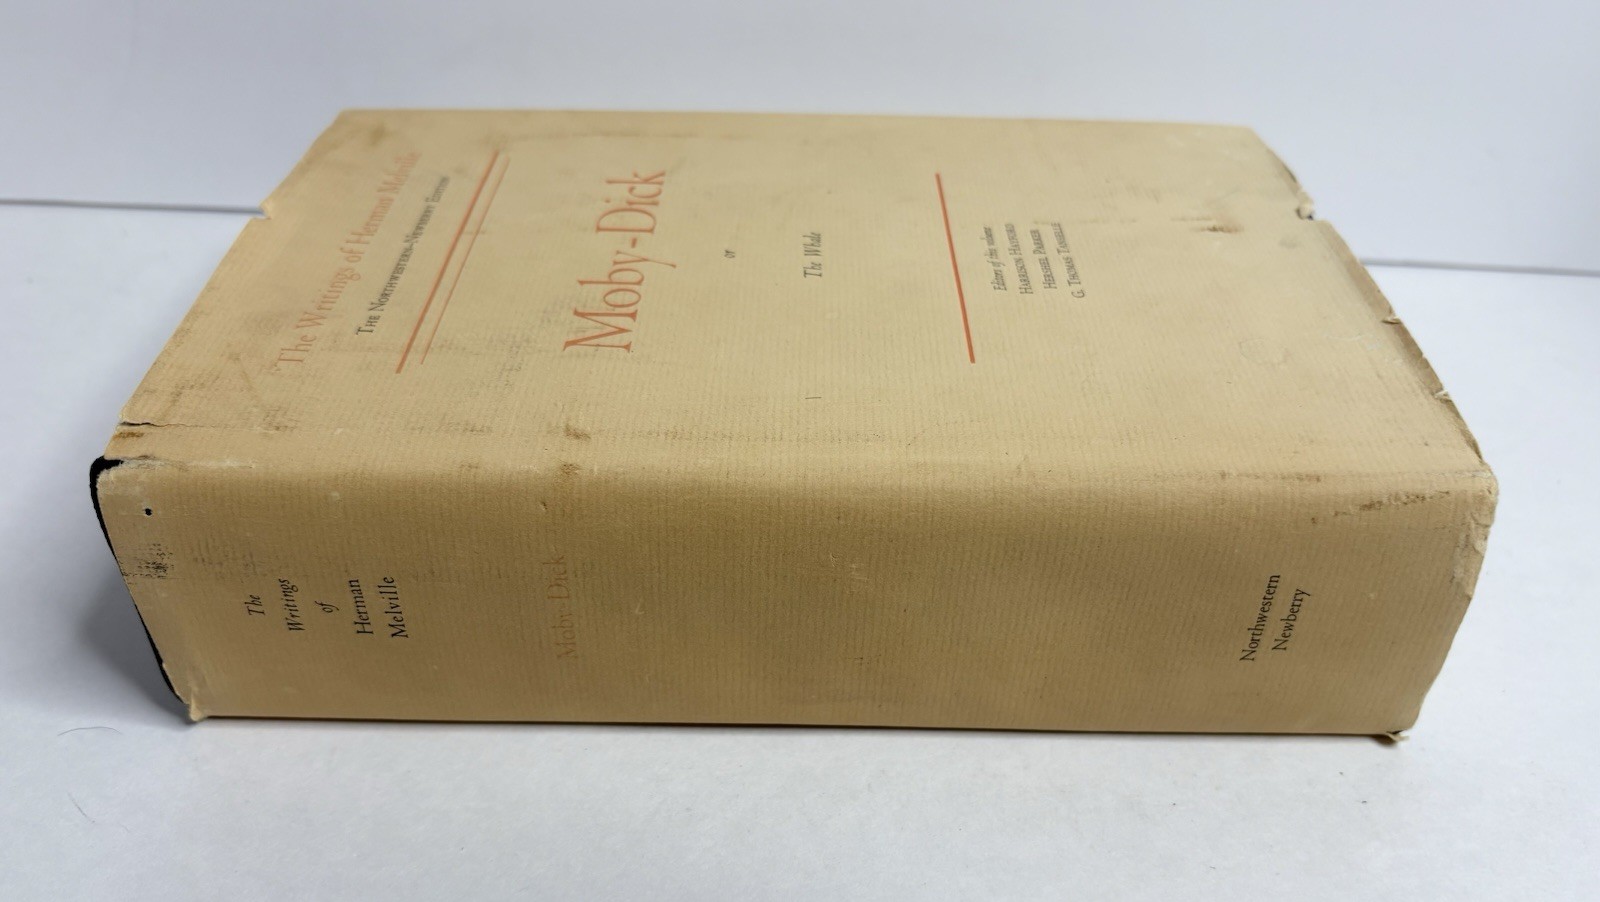 The Writings of Herman Melville
THE NORTHWESTERN-NEWBERRY EDITION
Moby-Dick
or
The Whale
Editors of this volume
HARRISON HAYFORD
HERSHEL PARKER
G. THOMAS TANSELLE
The
Writings
of
Herman
Melville
Moby-Dick
Northwestern
Newberry